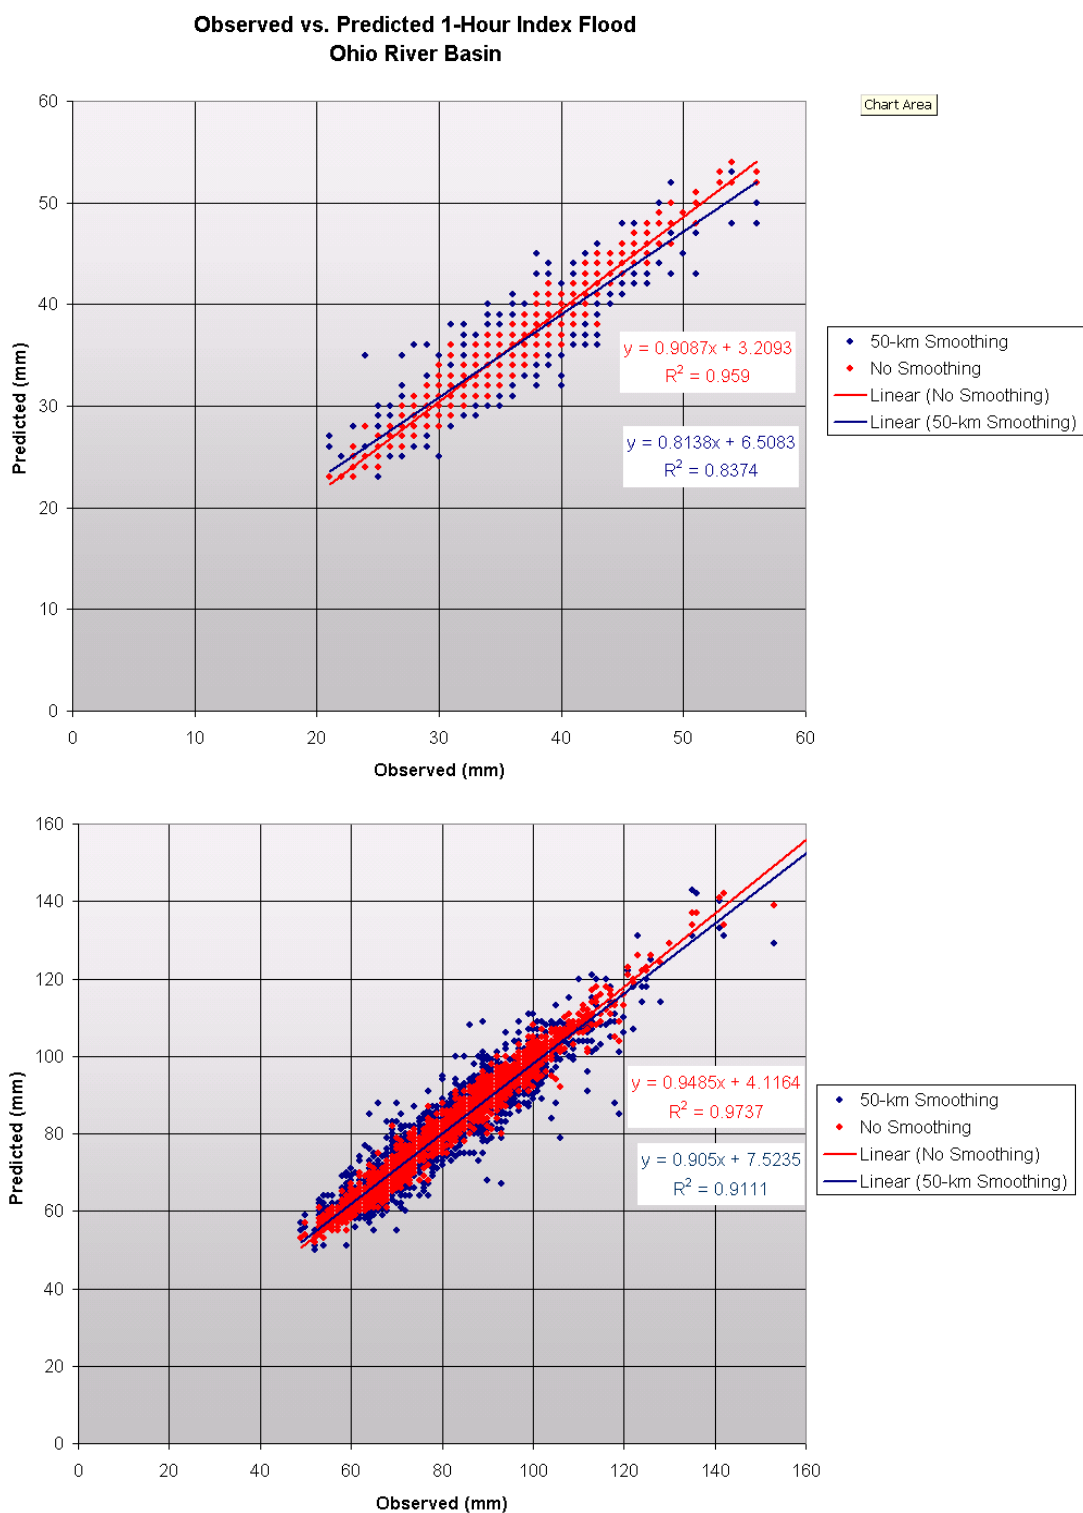 Observed vs. Predicted 1-Hour Index Flood
Ohio River Basin
Chart Area
60
50
40
30
20
10
0
Predicted (mm)
0 10 20 30 40 50 60
Observed (mm)
y = 0.9087x + 3.2093
R² = 0.959
y = 0.8138x + 6.5083
R² = 0.8374
50-km Smoothing
No Smoothing
Linear (No Smoothing)
Linear (50-km Smoothing)
160
140
120
100
80
60
40
20
0
Predicted (mm)
0 20 40 60 80 100 120 140 160
Observed (mm)
y = 0.9485x + 4.1164
R² = 0.9737
y = 0.905x + 7.5235
R² = 0.9111
50-km Smoothing
No Smoothing
Linear (No Smoothing)
Linear (50-km Smoothing)